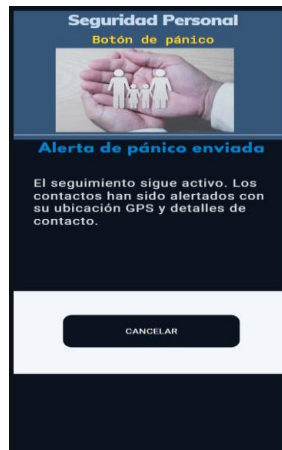 Seguridad Personal
Botón de pánico
Alerta de pánico enviada
El seguimiento sigue activo. Los
contactos han sido alertados con
su ubicación GPS y detalles de
contacto.
CANCELAR